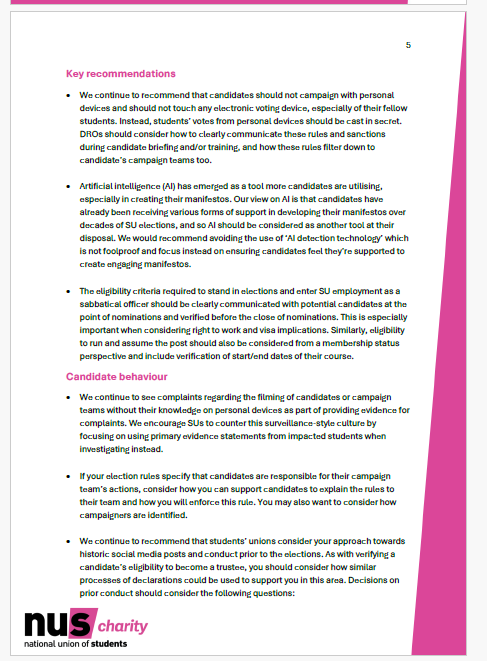 5
Key recommendations
• We continue to recommend that candidates should not campaign with personal
devices and should not touch any electronic voting device, especially of their fellow
students. Instead, students' votes from personal devices should be cast in secret.
DROs should consider how to clearly communicate these rules and sanctions
during candidate briefing and/or training, and how these rules filter down to
candidate's campaign teams too.
• Artificial intelligence (AI) has emerged as a tool more candidates are utilising,
especially in creating their manifestos. Our view on AI is that candidates have
already been receiving various forms of support in developing their manifestos over
decades of SU elections, and so AI should be considered as another tool at their
disposal. We would recommend avoiding the use of 'AI detection technology' which
is not foolproof and focus instead on ensuring candidates feel they're supported to
create engaging manifestos.
• The eligibility criteria required to stand in elections and enter SU employment as a
sabbatical officer should be clearly communicated with potential candidates at the
point of nominations and verified before the close of nominations. This is especially
important when considering right to work and visa implications. Similarly, eligibility
to run and assume the post should also be considered from a membership status
perspective and include verification of start/end dates of their course.
Candidate behaviour
• We continue to see complaints regarding the filming of candidates or campaign
teams without their knowledge on personal devices as part of providing evidence for
complaints. We encourage SUs to counter this surveillance-style culture by
focusing on using primary evidence statements from impacted students when
investigating instead.
• If your election rules specify that candidates are responsible for their campaign
team's actions, consider how you can support candidates to explain the rules to
their team and how you will enforce this rule. You may also want to consider how
campaigners are identified.
• We continue to recommend that students' unions consider your approach towards
historic social media posts and conduct prior to the elections. As with verifying a
candidate's eligibility to become a trustee, you should consider how similar
processes of declarations could be used to support you in this area. Decisions on
prior conduct should consider the following questions:
nus charity
national union of students